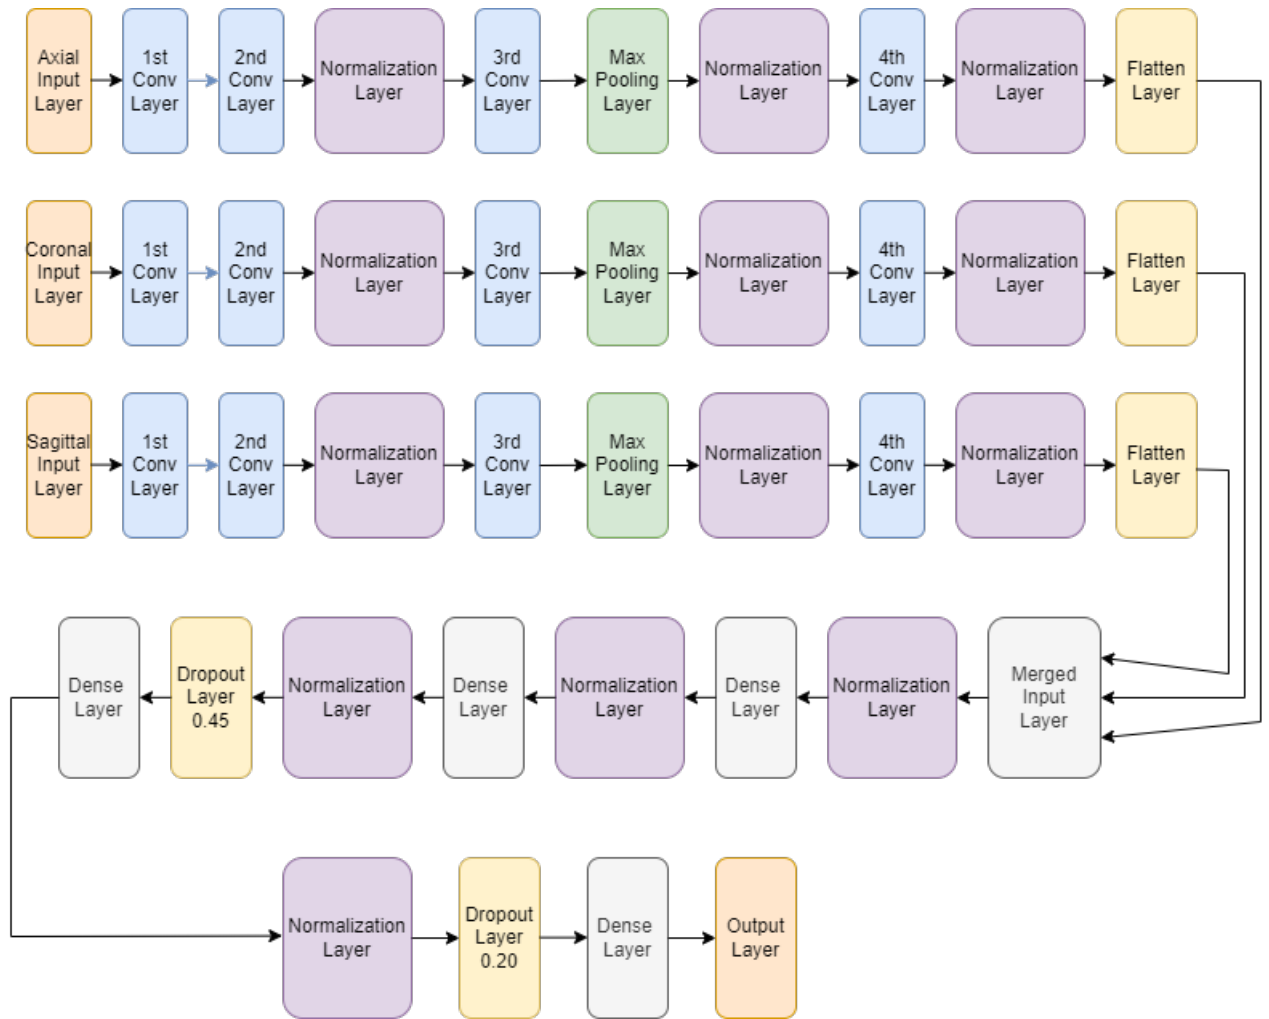 Axial
Input
Layer
1st
Conv
Layer
2nd
Conv
Layer
Normalization
Layer
3rd
Conv
Layer
Max
Pooling
Layer
Normalization
Layer
4th
Conv
Layer
Normalization
Layer
Flatten
Layer
Coronal
Input
Layer
1st
Conv
Layer
2nd
Conv
Layer
Normalization
Layer
3rd
Conv
Layer
Max
Pooling
Layer
Normalization
Layer
4th
Conv
Layer
Normalization
Layer
Flatten
Layer
Sagittal
Input
Layer
1st
Conv
Layer
2nd
Conv
Layer
Normalization
Layer
3rd
Conv
Layer
Max
Pooling
Layer
Normalization
Layer
4th
Conv
Layer
Normalization
Layer
Flatten
Layer
Dense
Layer
Dropout
Layer
0.45
Normalization
Layer
Dense
Layer
Normalization
Layer
Dense
Layer
Normalization
Layer
Merged
Input
Layer
Normalization
Layer
Dropout
Layer
0.20
Dense
Layer
Output
Layer